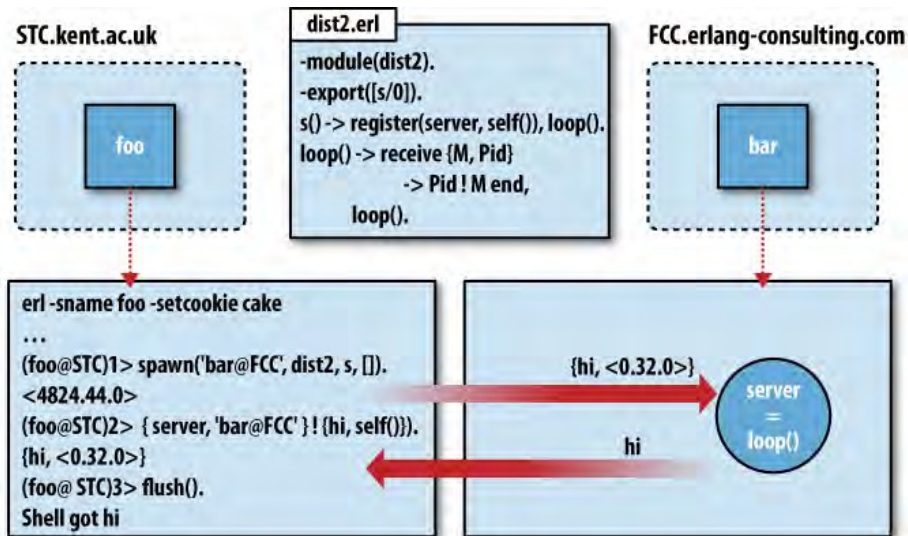 STC.kent.ac.uk
foo
dist2.erl
-module(dist2).
-export([s/0]).
s() -> register(server, self()), loop().
loop() -> receive {M, Pid}
-> Pid ! M end,
loop().
FCC.erlang-consulting.com
bar
erl -sname foo -setcookie cake
…
(foo@STC)1> spawn('bar@FCC', dist2, s, []).
<4824.44.0>
(foo@STC)2> { server, 'bar@FCC' } ! {hi, self()}).
{hi, <0.32.0>}
(foo@ STC)3> flush().
Shell got hi
{hi, <0.32.0>}
hi
server
=
loop()